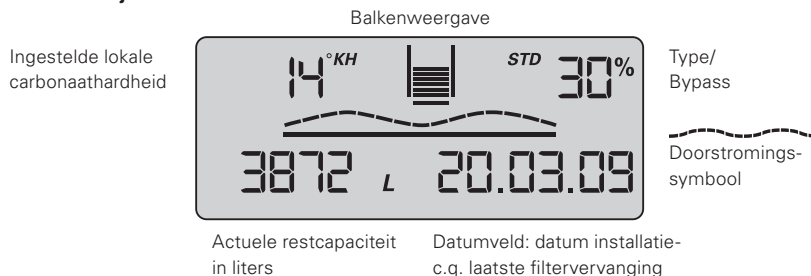 Balkenweergave
Ingestelde lokale
carbonaathardheid
14 °KH STD 30%
Type/
Bypass
Doorstromings-
symbool
3872 L 20.03.09
Actuele restcapaciteit
in liters
Datumveld: datum installatie-
c.q. laatste filtervervanging